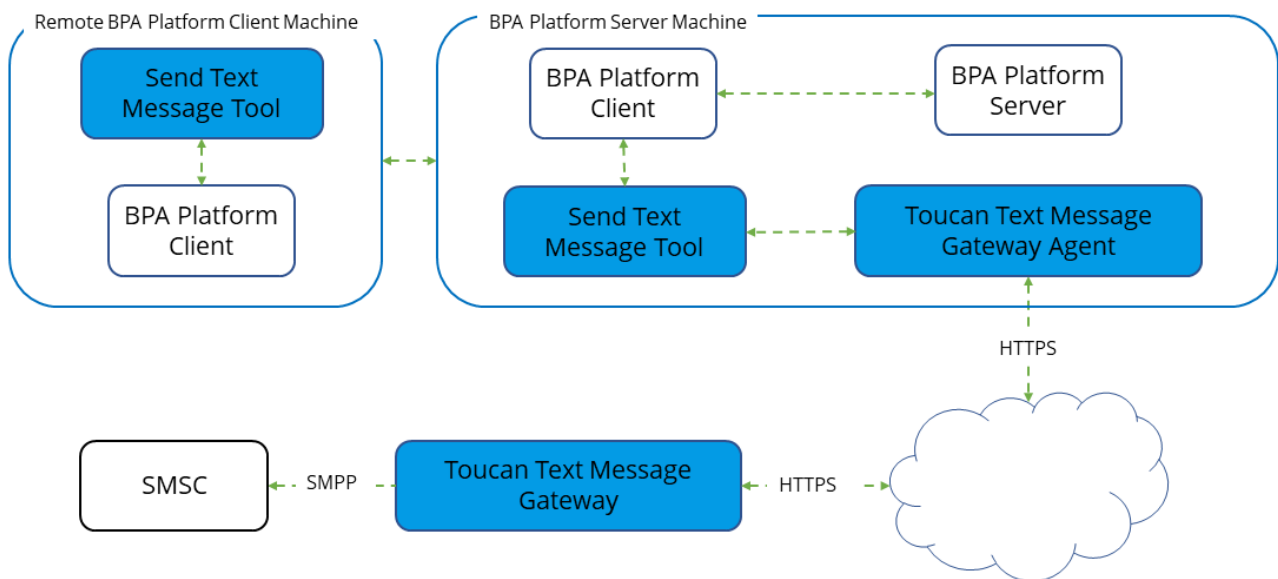 Remote BPA Platform Client Machine
BPA Platform Server Machine
Send Text
Message Tool
BPA Platform
Client
BPA Platform
Client
BPA Platform
Server
Send Text
Message Tool
Toucan Text Message
Gateway Agent
HTTPS
SMSC
SMPP
Toucan Text Message
Gateway
HTTPS